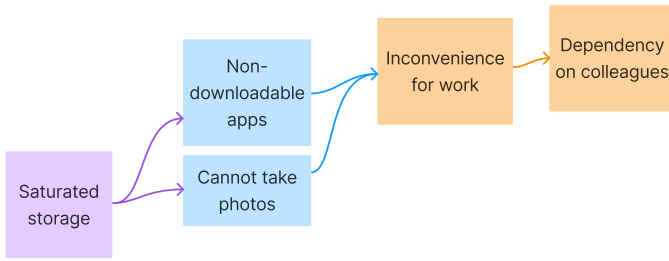 Non-
downloadable
apps
Inconvenience
for work
Dependency
on colleagues
Saturated
storage
Cannot take
photos